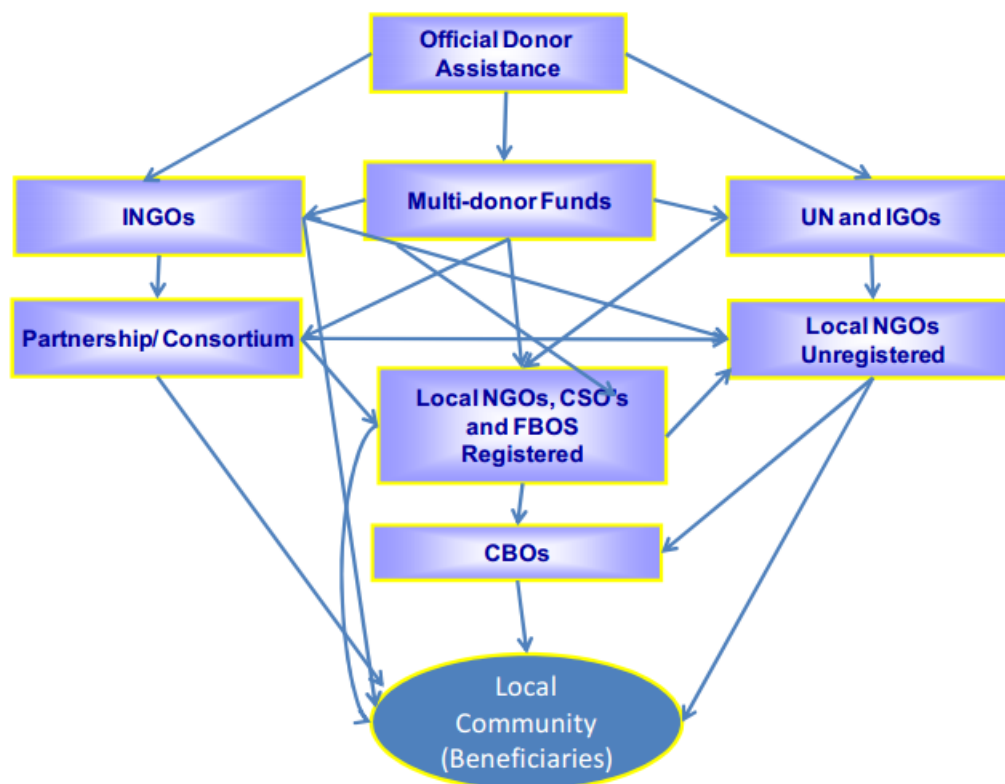 Official Donor
Assistance
INGOs
Multi-donor Funds
UN and IGOs
Partnership/ Consortium
Local NGOs
Unregistered
Local NGOs, CSO's
and FBOS
Registered
CBOs
Local
Community
(Beneficiaries)